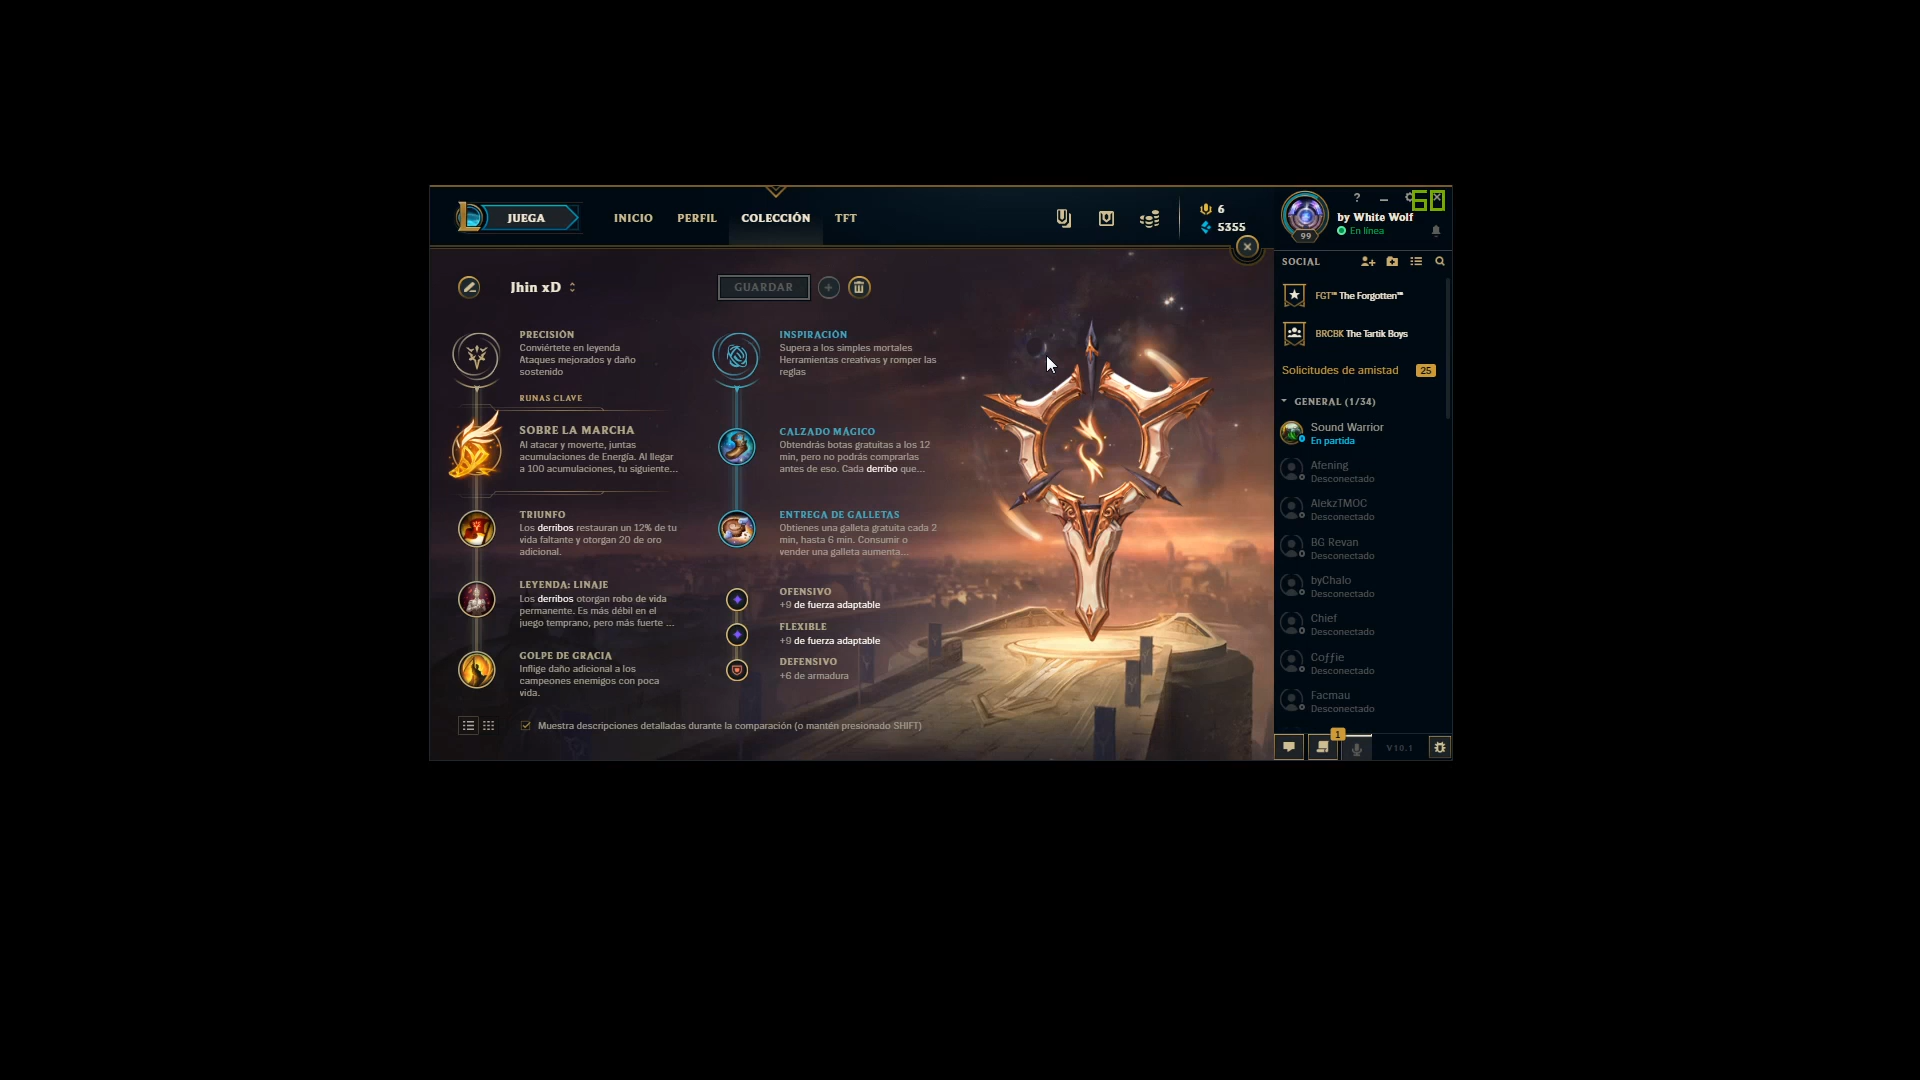 JUEGA
INICIO
PERFIL
COLECCIÓN
TFT
6
5355
?
60
by White Wolf
En línea
99
Jhin xD
GUARDAR
PRECISIÓN
Conviértete en leyenda
Ataques mejorados y daño
sostenido
RUNAS CLAVE
SOBRE LA MARCHA
Al atacar y moverte, juntas
acumulaciones de Energía. Al llegar
a 100 acumulaciones, tu siguiente...
TRIUNFO
Los derribos restauran un 12% de tu
vida faltante y otorgan 20 de oro
adicional.
LEYENDA: LINAJE
Los derribos otorgan robo de vida
permanente. Es más débil en el
juego temprano, pero más fuerte ...
GOLPE DE GRACIA
Inflige daño adicional a los
campeones enemigos con poca
vida.
INSPIRACIÓN
Supera a los simples mortales
Herramientas creativas y romper las
reglas
CALZADO MÁGICO
Obtendrás botas gratuitas a los 12
min, pero no podrás comprarlas
antes de eso. Cada derribo que...
ENTREGA DE GALLETAS
Obtienes una galleta gratuita cada 2
min, hasta 6 min. Consumir o
vender una galleta aumenta...
OFENSIVO
+9 de fuerza adaptable
FLEXIBLE
+9 de fuerza adaptable
DEFENSIVO
+6 de armadura
Muestra descripciones detalladas durante la comparación (o mantén presionado SHIFT)
SOCIAL
FGT™ The Forgotten™
BRCBK The Tartik Boys
Solicitudes de amistad
25
GENERAL (1/34)
Sound Warrior
En partida
Afening
Desconectado
AlekzTMOC
Desconectado
BG Revan
Desconectado
byChalo
Desconectado
Chief
Desconectado
Coffie
Desconectado
Facmau
Desconectado
1
V10.1